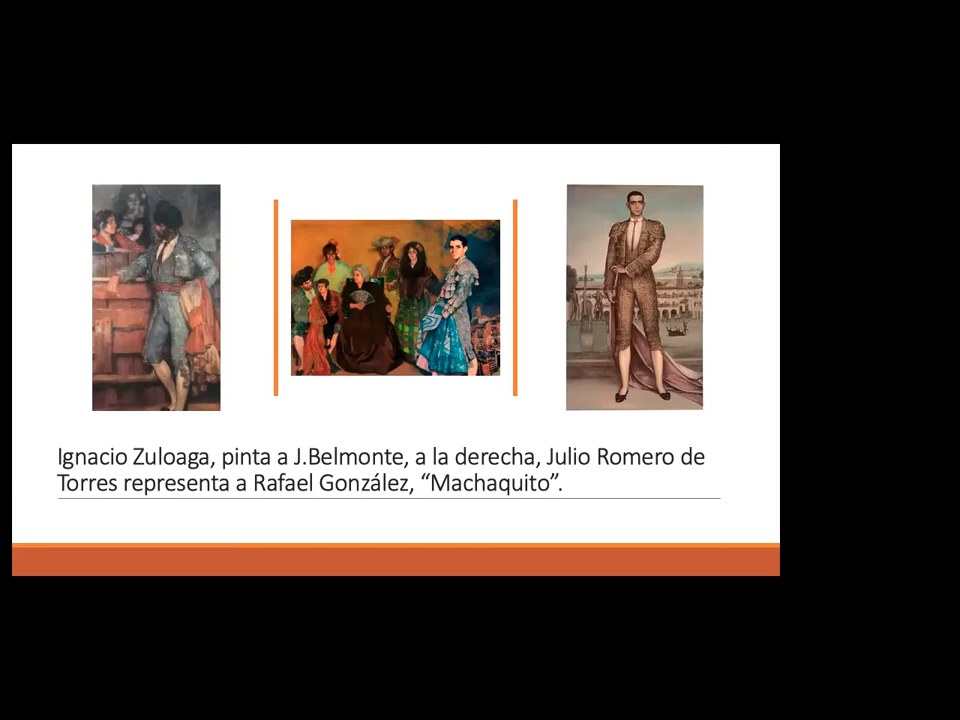 Ignacio Zuloaga, pinta a J.Belmonte, a la derecha, Julio Romero de
Torres representa a Rafael González, “Machaquito”.